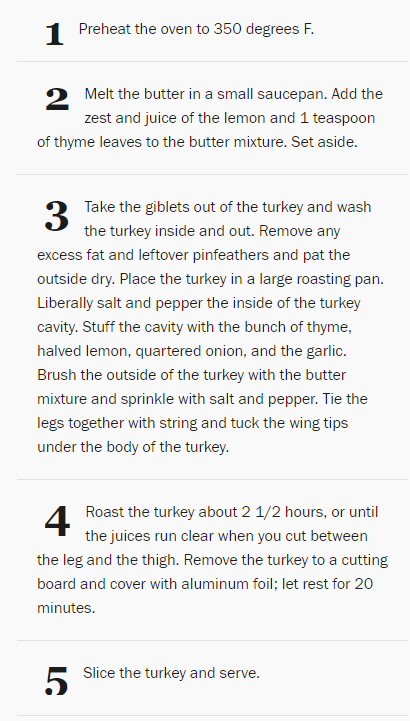 1 Preheat the oven to 350 degrees F.
2 Melt the butter in a small saucepan. Add the
zest and juice of the lemon and 1 teaspoon
of thyme leaves to the butter mixture. Set aside.
3 Take the giblets out of the turkey and wash
the turkey inside and out. Remove any
excess fat and leftover pinfeathers and pat the
outside dry. Place the turkey in a large roasting pan.
Liberally salt and pepper the inside of the turkey
cavity. Stuff the cavity with the bunch of thyme,
halved lemon, quartered onion, and the garlic.
Brush the outside of the turkey with the butter
mixture and sprinkle with salt and pepper. Tie the
legs together with string and tuck the wing tips
under the body of the turkey.
4 Roast the turkey about 2 1/2 hours, or until
the juices run clear when you cut between
the leg and the thigh. Remove the turkey to a cutting
board and cover with aluminum foil; let rest for 20
minutes.
5 Slice the turkey and serve.